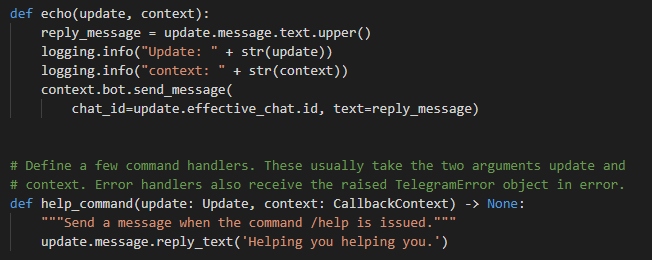 def echo(update, context):
    reply_message = update.message.text.upper()
    logging.info("Update: " + str(update))
    logging.info("context: " + str(context))
    context.bot.send_message(
        chat_id=update.effective_chat.id, text=reply_message)
# Define a few command handlers. These usually take the two arguments update and
# context. Error handlers also receive the raised TelegramError object in error.
def help_command(update: Update, context: CallbackContext) -> None:
    """Send a message when the command /help is issued."""
    update.message.reply_text('Helping you helping you.')